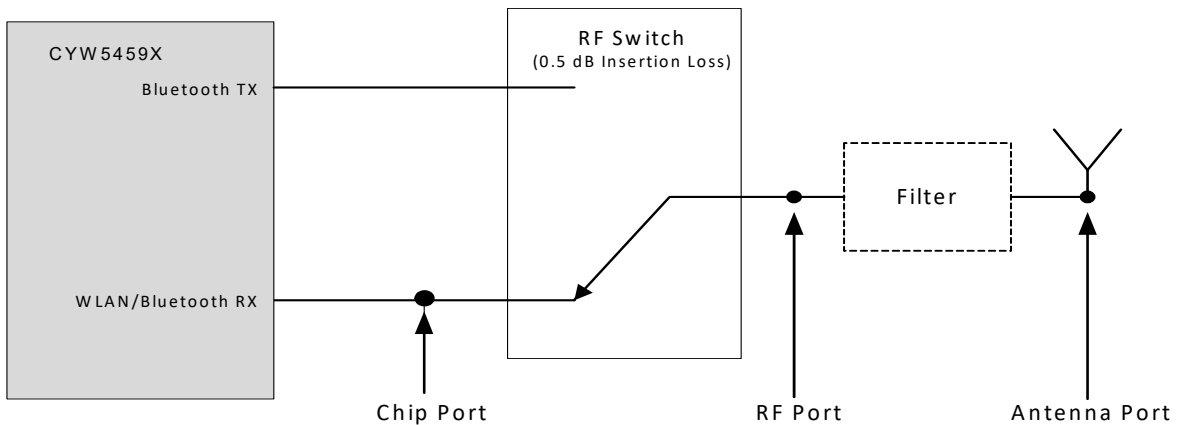 CYW5459X
Bluetooth TX
WLAN/Bluetooth RX
RF Switch
(0.5 dB Insertion Loss)
Filter
Chip Port
RF Port
Antenna Port